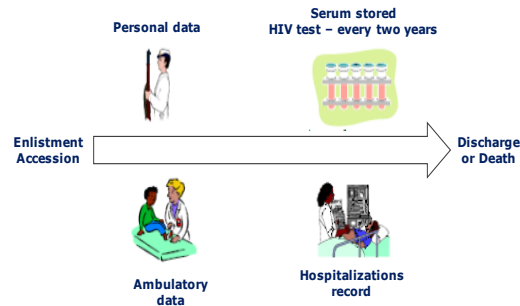 Personal data
Serum stored
HIV test – every two years
Enlistment
Accession
Discharge
or Death
Ambulatory
data
Hospitalizations
record